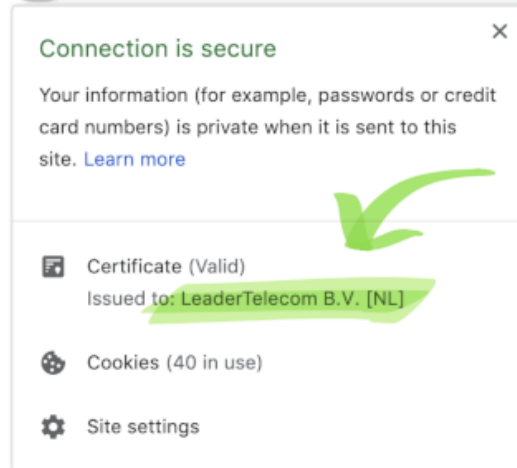 Connection is secure
Your information (for example, passwords or credit
card numbers) is private when it is sent to this
site. Learn more
Certificate (Valid)
Issued to: LeaderTelecom B.V. [NL]
Cookies (40 in use)
Site settings